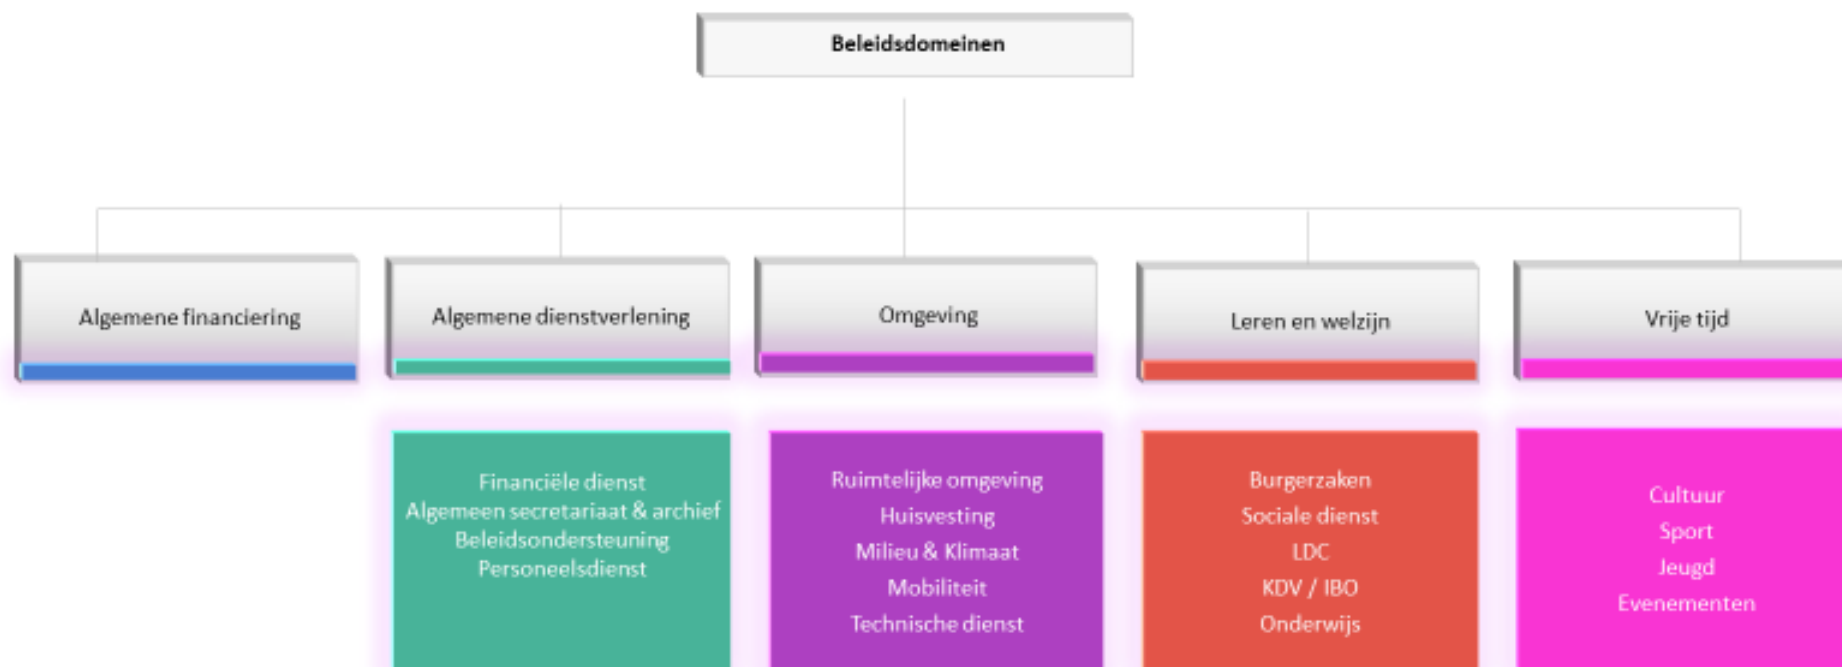 Beleidsdomeinen
Algemene financiering
Algemene dienstverlening
Omgeving
Leren en welzijn
Vrije tijd
Financiële dienst
Algemeen secretariaat & archief
Beleidsondersteuning
Personeelsdienst
Ruimtelijke omgeving
Huisvesting
Milieu & Klimaat
Mobiliteit
Technische dienst
Burgerzaken
Sociale dienst
LDC
KDV / IBO
Onderwijs
Cultuur
Sport
Jeugd
Evenementen